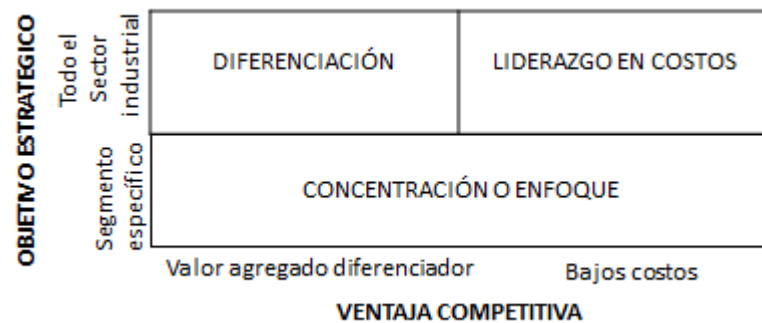 OBJETIVO ESTRATEGICO
Todo el
Sector
industrial
DIFERENCIACIÓN
LIDERAZGO EN COSTOS
Segmento
específico
CONCENTRACIÓN O ENFOQUE
Valor agregado diferenciador
Bajos costos
VENTAJA COMPETITIVA